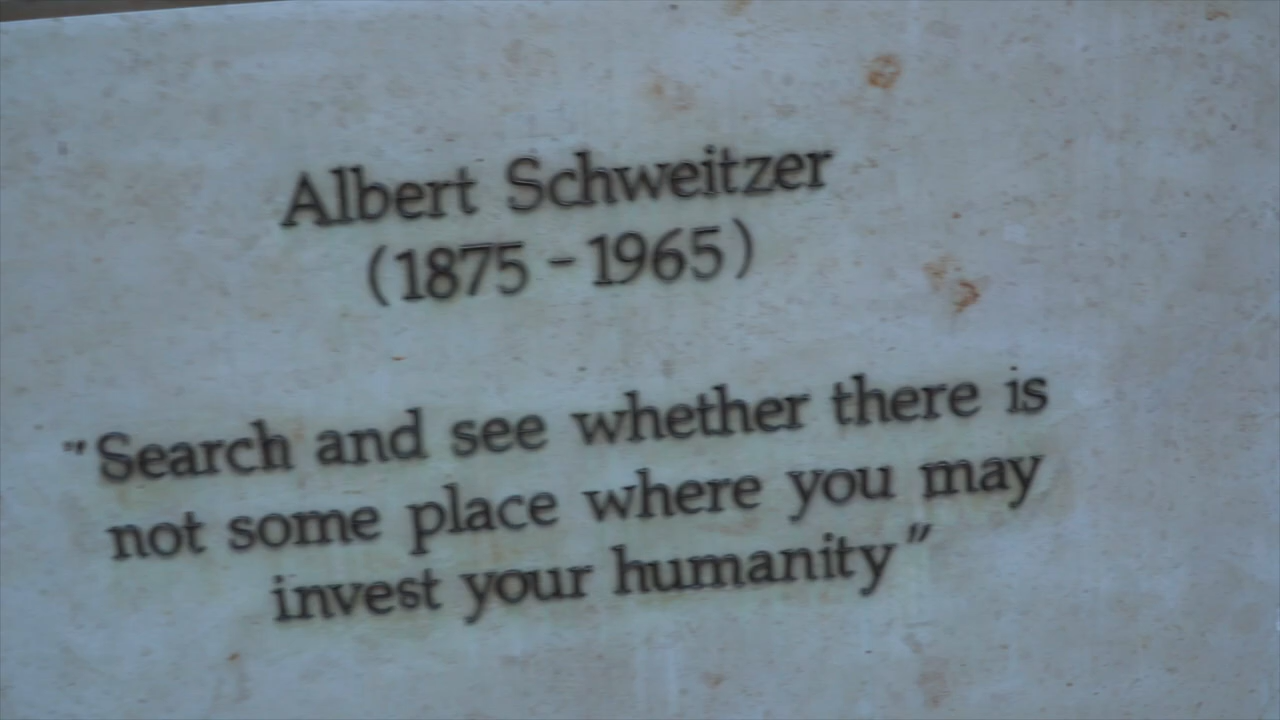 Albert Schweitzer
(1875 - 1965)
"Search and see whether there is
not some place where you may
invest your humanity"